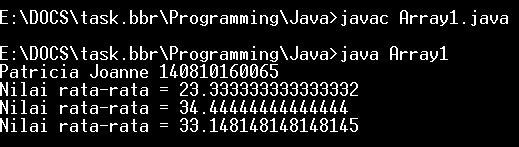 E:\DOCS\task.bbr\Programming\Java>javac Array1.java
E:\DOCS\task.bbr\Programming\Java>java Array1
Patricia Joanne 140810160065
Nilai rata-rata = 23.333333333333332
Nilai rata-rata = 34.44444444444444
Nilai rata-rata = 33.148148148148145